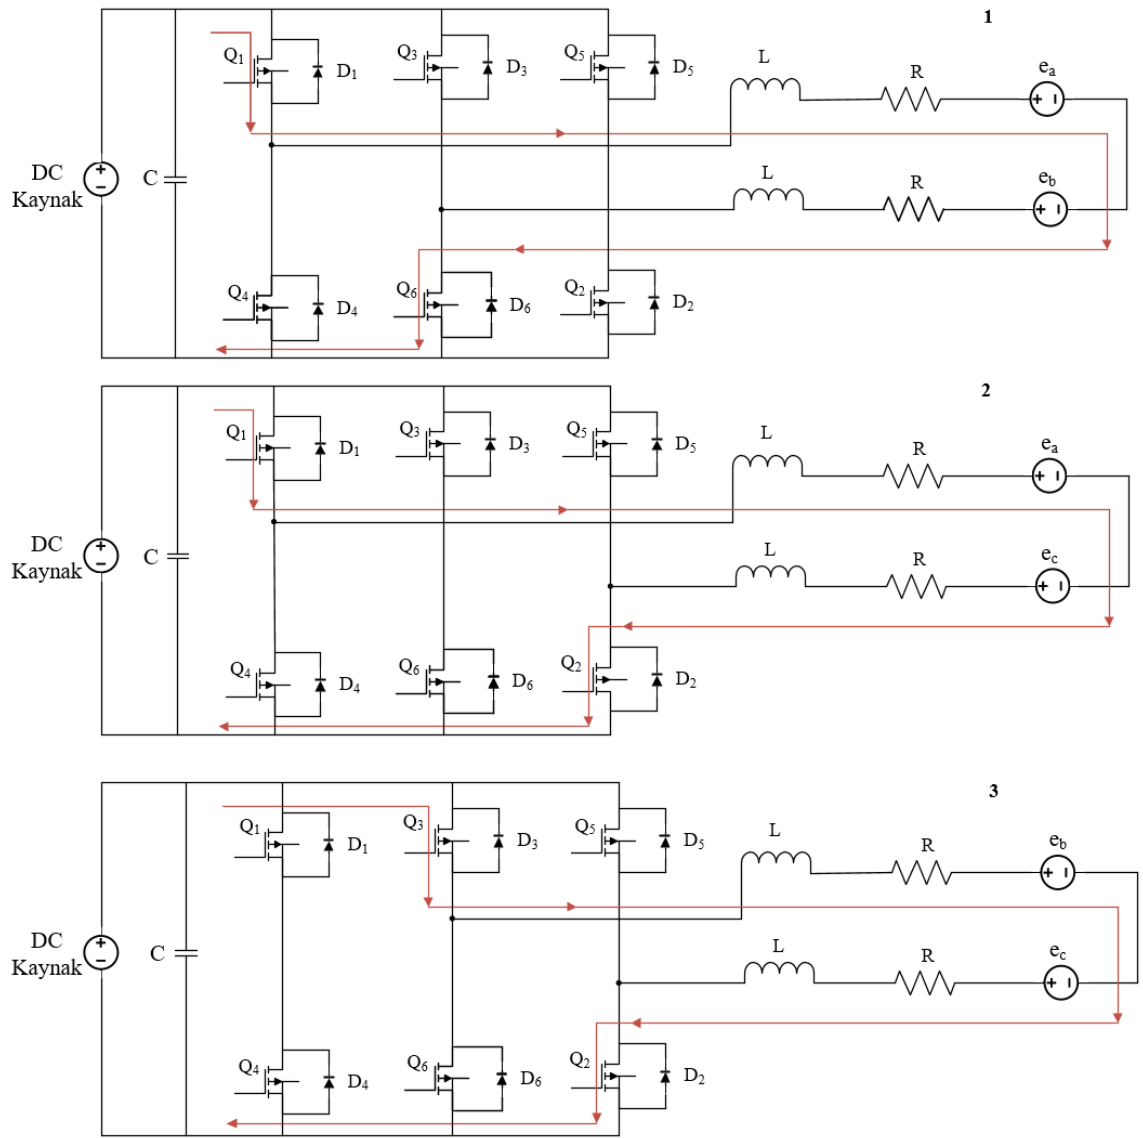 1
Q1 D1 Q3 D3 Q5 D5 L R ea
+ -
DC
Kaynak
+
-
C
L R eb
+ -
Q4 D4 Q6 D6 Q2 D2
2
Q1 D1 Q3 D3 Q5 D5 L R ea
+ -
DC
Kaynak
+
-
C
L R ec
+ -
Q4 D4 Q6 D6 Q2 D2
3
Q1 D1 Q3 D3 Q5 D5 L R eb
+ -
DC
Kaynak
+
-
C
L R ec
+ -
Q4 D4 Q6 D6 Q2 D2